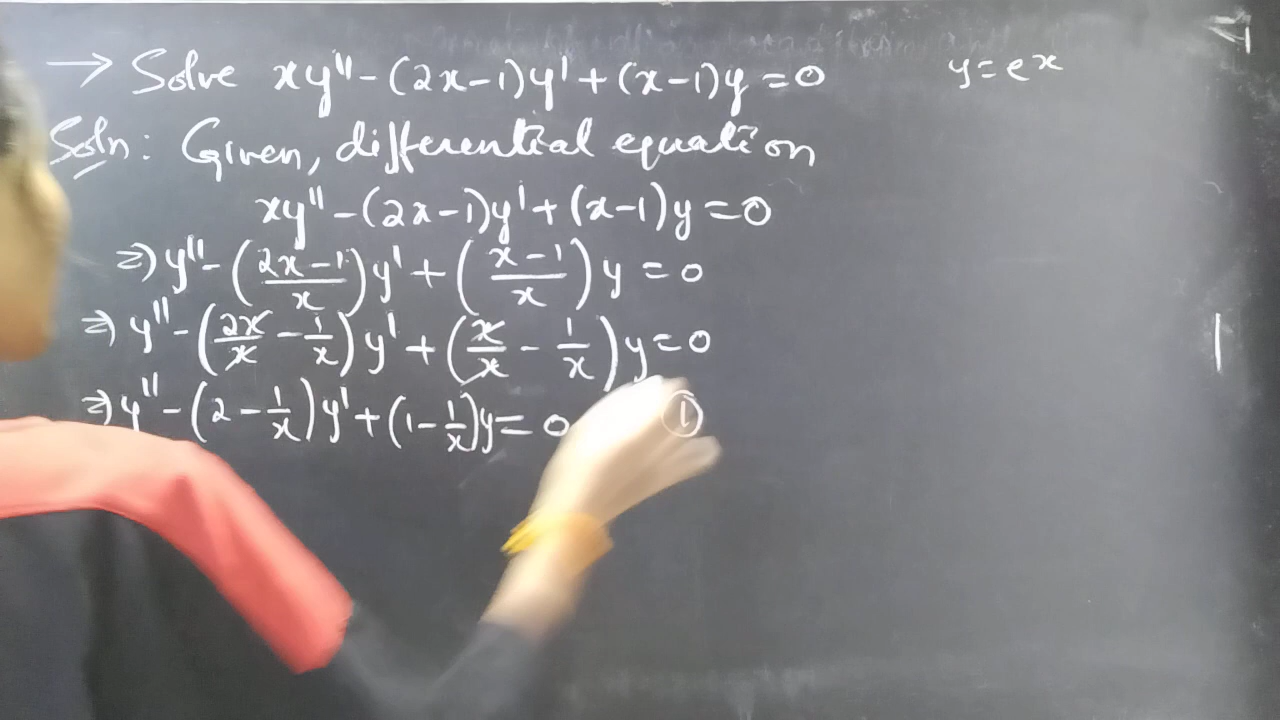 → Solve xy'' - (2x-1)y' + (x-1)y = 0
y = e^x
Soln: Given, differential equation
xy'' - (2x-1)y' + (x-1)y = 0
⇒ y'' - ((2x-1)/x)y' + ((x-1)/x)y = 0
⇒ y'' - (2x/x - 1/x)y' + (x/x - 1/x)y = 0
⇒ y'' - (2 - 1/x)y' + (1 - 1/x)y = 0 ①